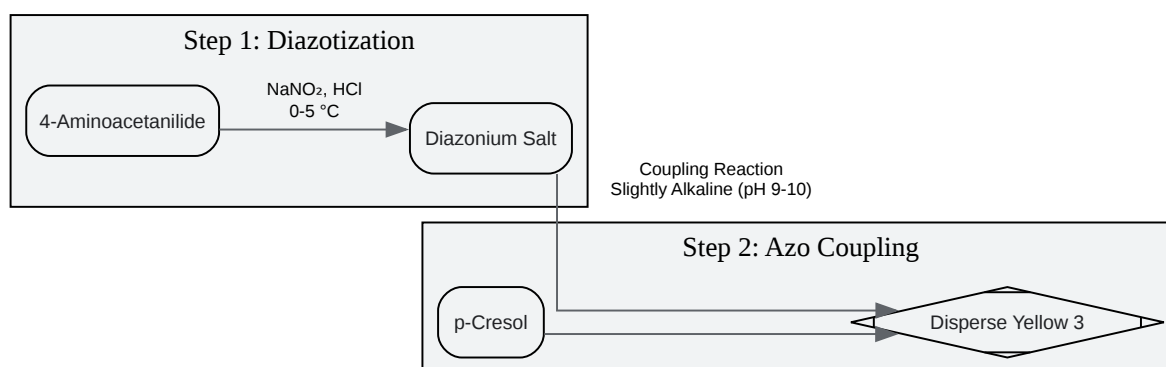 Step 1: Diazotization
NaNO₂, HCl
0-5 °C
4-Aminoacetanilide
Diazonium Salt
Coupling Reaction
Slightly Alkaline (pH 9-10)
Step 2: Azo Coupling
p-Cresol
Disperse Yellow 3